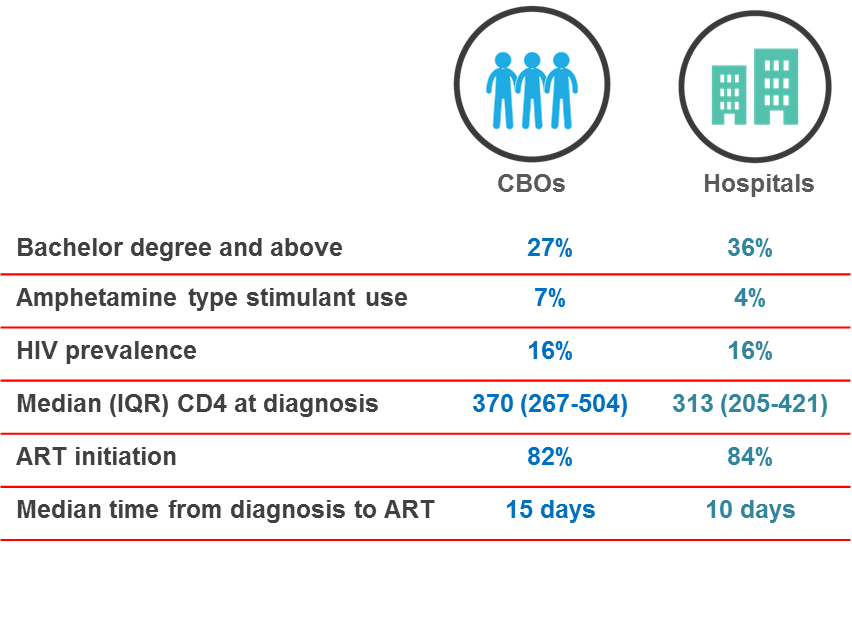 CBOs Hospitals
Bachelor degree and above 27% 36%
Amphetamine type stimulant use 7% 4%
HIV prevalence 16% 16%
Median (IQR) CD4 at diagnosis 370 (267-504) 313 (205-421)
ART initiation 82% 84%
Median time from diagnosis to ART 15 days 10 days